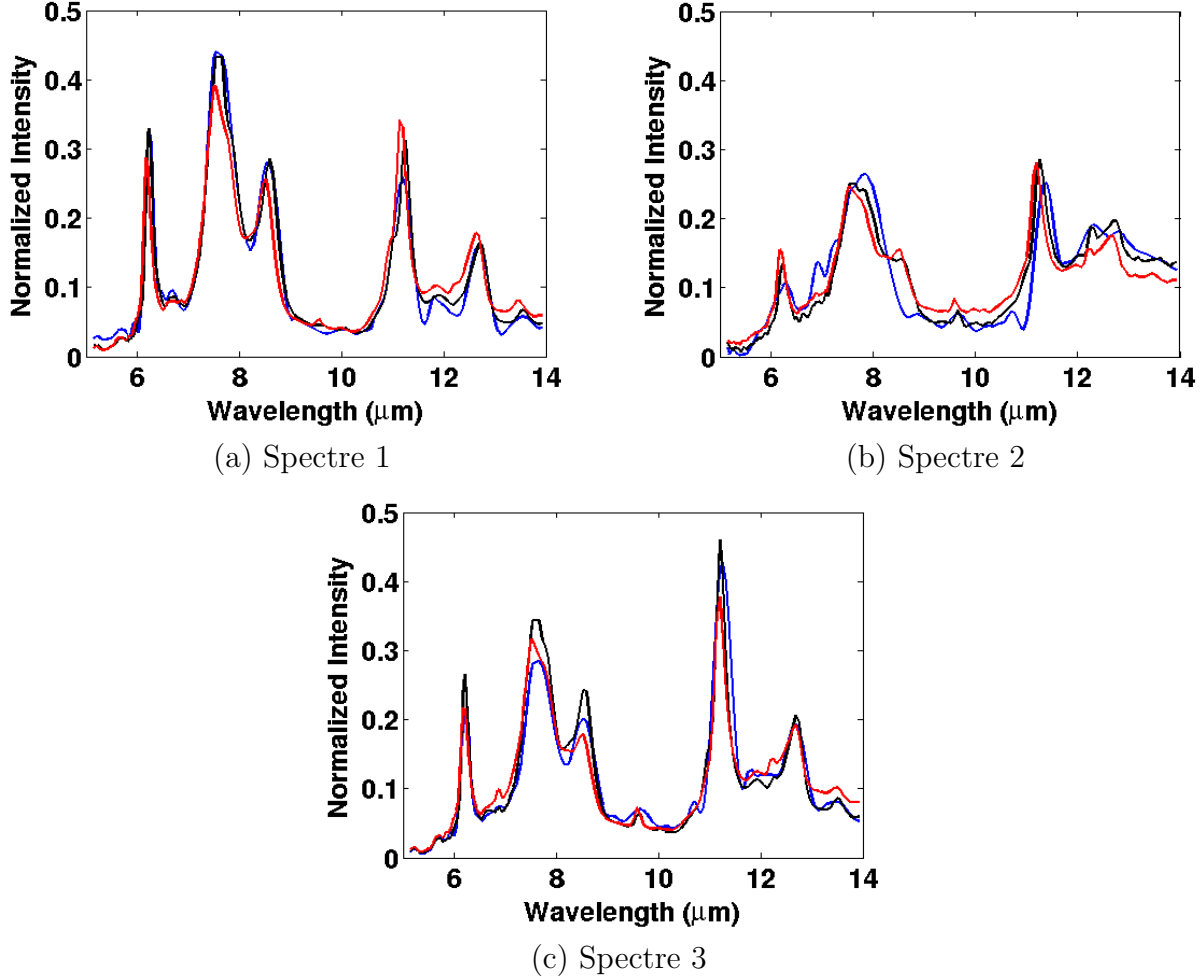 0.5
0.4
0.3
0.2
0.1
0
Normalized Intensity
6 8 10 12 14
Wavelength (μm)
(a) Spectre 1
0.5
0.4
0.3
0.2
0.1
0
Normalized Intensity
6 8 10 12 14
Wavelength (μm)
(b) Spectre 2
0.5
0.4
0.3
0.2
0.1
0
Normalized Intensity
6 8 10 12 14
Wavelength (μm)
(c) Spectre 3